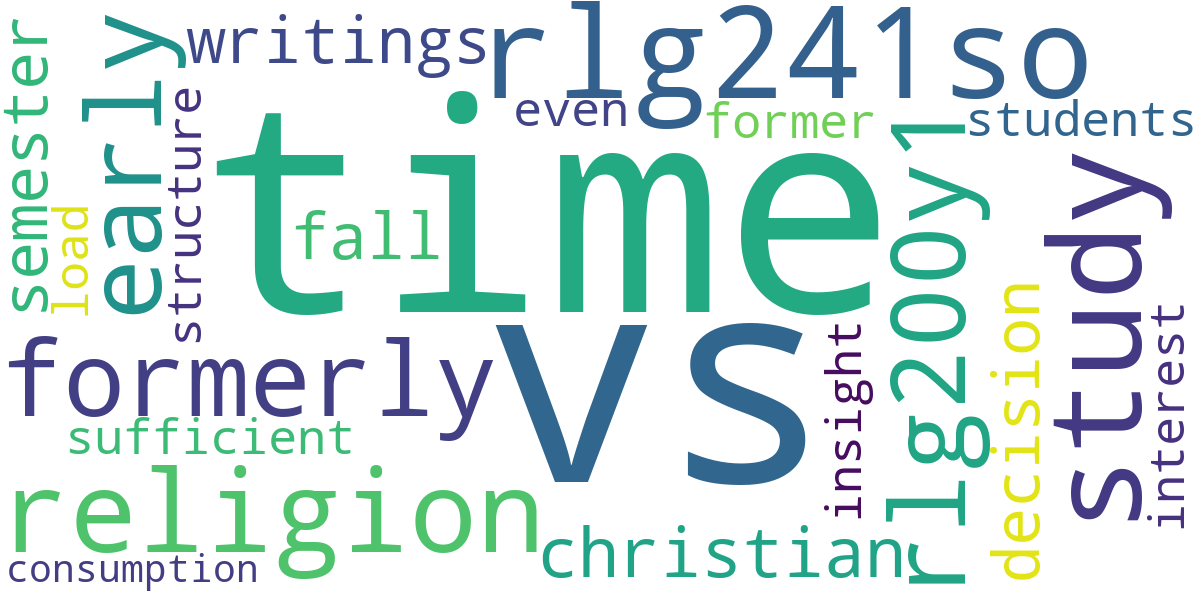 semester
load
early
structure
writings
rlg241so
even
former
students
time
fall
vs
formerly
sufficient
religion
consumption
christian
insight
rlg200y1
decision
study
interest